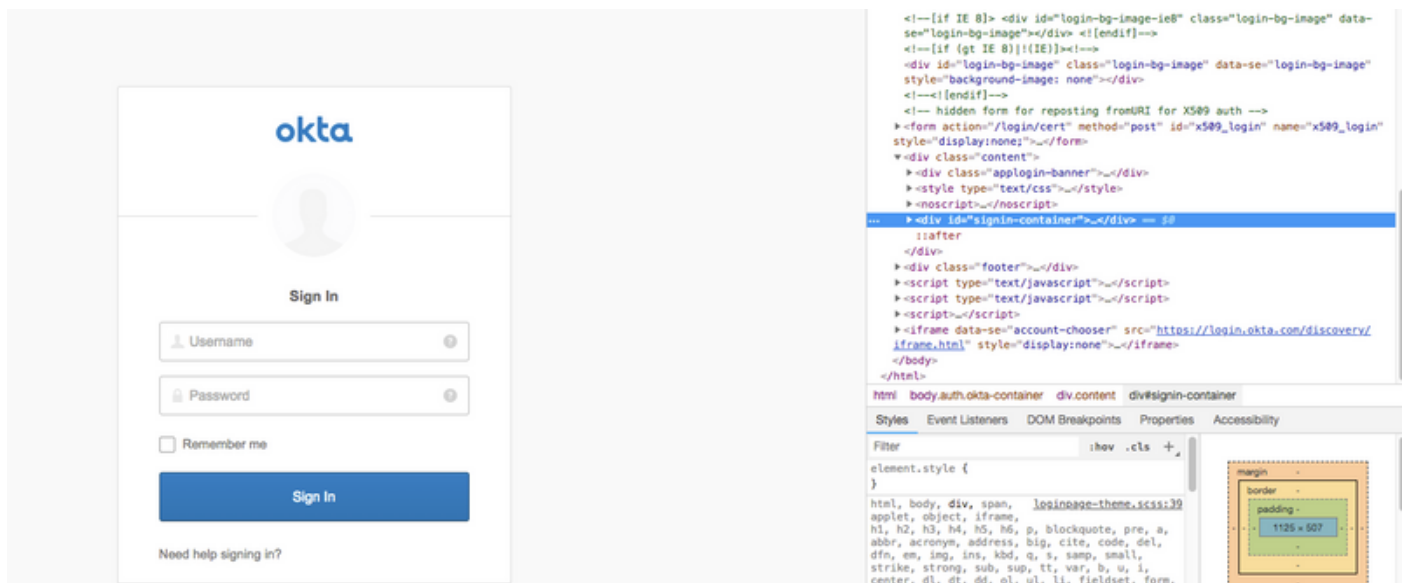 okta
Sign In
Username
Password
Remember me
Sign In
Need help signing in?
<!--[if IE 8]> <div id="login-bg-image-ie8" class="login-bg-image" data-
se="login-bg-image"></div> <![endif]-->
<!--[if (gt IE 8)|!(IE)]><!-->
<div id="login-bg-image" class="login-bg-image" data-se="login-bg-image"
style="background-image: none"></div>
<!--<![endif]-->
<!-- hidden form for reposting fromURI for X509 auth -->
<form action="/login/cert" method="post" id="x509_login" name="x509_login"
style="display:none;">…</form>
<div class="content">
<div class="applogin-banner">…</div>
<style type="text/css">…</style>
<noscript>…</noscript>
… <div id="signin-container">…</div> == $0
::after
</div>
<div class="footer">…</div>
<script type="text/javascript">…</script>
<script type="text/javascript">…</script>
<script>…</script>
<iframe data-se="account-chooser" src="https://login.okta.com/discovery/
iframe.html" style="display:none">…</iframe>
</body>
</html>
html body.auth.okta-container div.content div#signin-container
Styles Event Listeners DOM Breakpoints Properties Accessibility
Filter :hov .cls +
element.style {
}
html, body, div, span, loginpage-theme.scss:39
applet, object, iframe,
h1, h2, h3, h4, h5, h6, p, blockquote, pre, a,
abbr, acronym, address, big, cite, code, del,
dfn, em, img, ins, kbd, q, s, samp, small,
strike, strong, sub, sup, tt, var, b, u, i,
center, dl, dt, dd, ol, ul, li, fieldset, form,
margin -
border -
padding -
1125 × 507